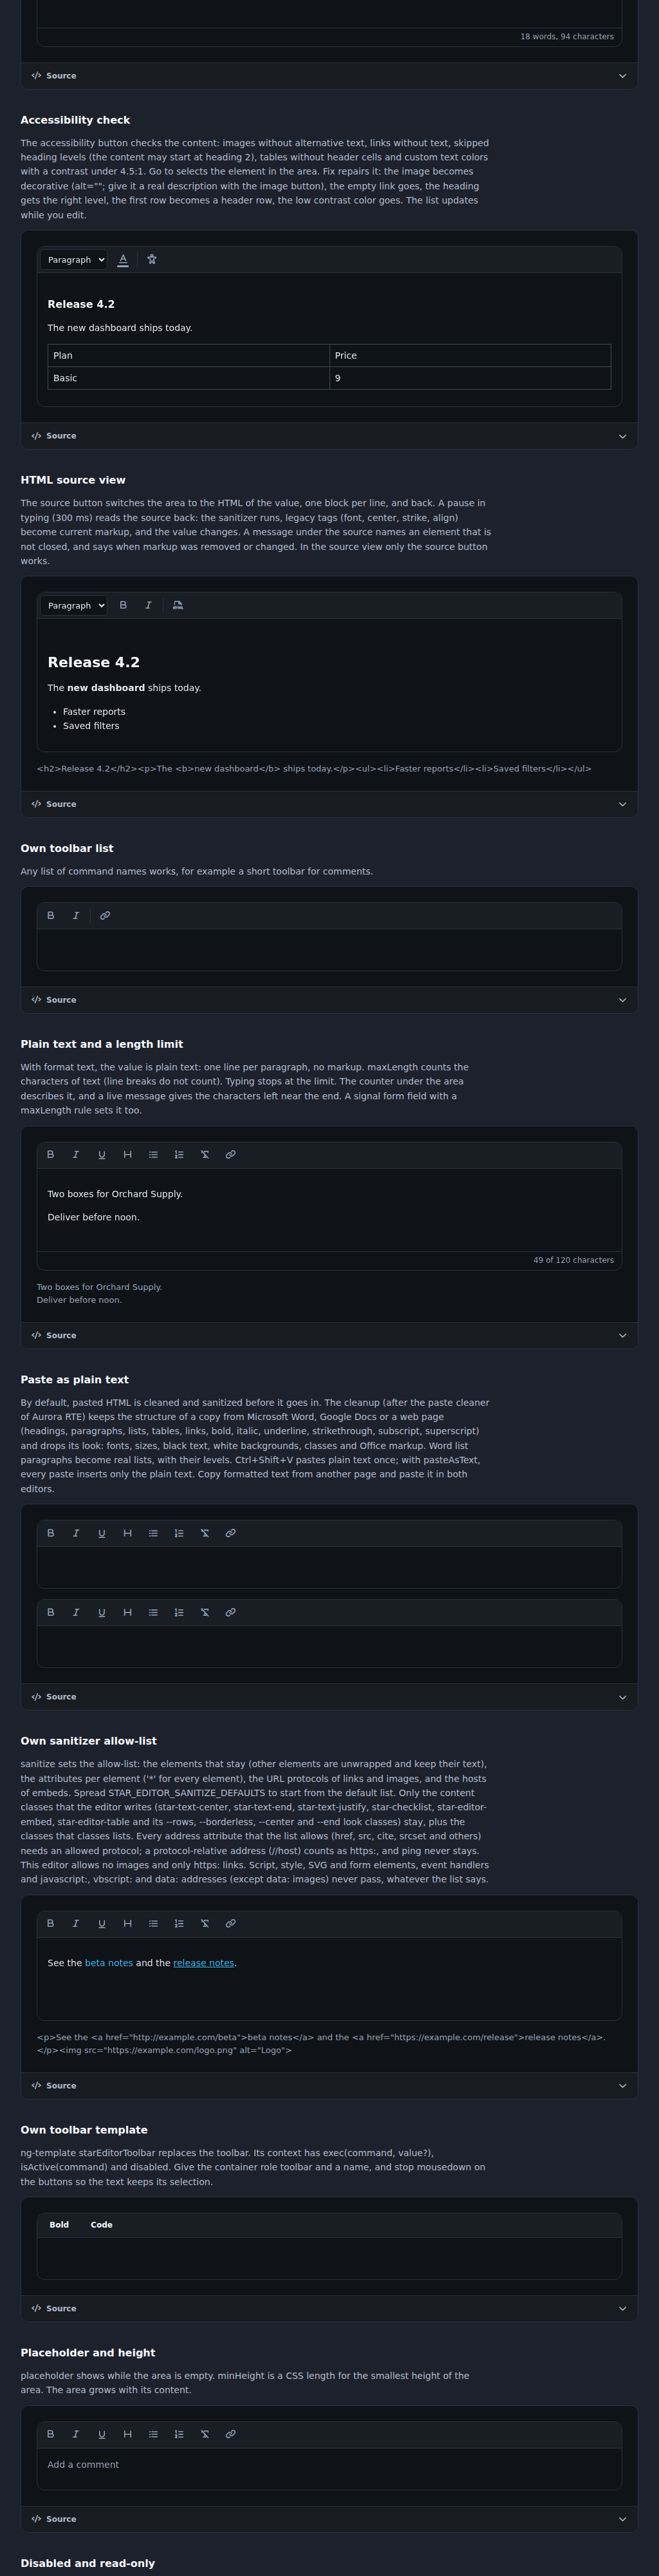 18 words, 94 characters
Source
Accessibility check
The accessibility button checks the content: images without alternative text, links without text, skipped
heading levels (the content may start at heading 2), tables without header cells and custom text colors
with a contrast under 4.5:1. Go to selects the element in the area. Fix repairs it: the image becomes
decorative (alt=""; give it a real description with the image button), the empty link goes, the heading
gets the right level, the first row becomes a header row, the low contrast color goes. The list updates
while you edit.
Paragraph
Release 4.2
The new dashboard ships today.
Plan Price
Basic 9
Source
HTML source view
The source button switches the area to the HTML of the value, one block per line, and back. A pause in
typing (300 ms) reads the source back: the sanitizer runs, legacy tags (font, center, strike, align)
become current markup, and the value changes. A message under the source names an element that is
not closed, and says when markup was removed or changed. In the source view only the source button
works.
Paragraph B I
Release 4.2
The new dashboard ships today.
• Faster reports
• Saved filters
<h2>Release 4.2</h2><p>The <b>new dashboard</b> ships today.</p><ul><li>Faster reports</li><li>Saved filters</li></ul>
Source
Own toolbar list
Any list of command names works, for example a short toolbar for comments.
B I
Source
Plain text and a length limit
With format text, the value is plain text: one line per paragraph, no markup. maxLength counts the
characters of text (line breaks do not count). Typing stops at the limit. The counter under the area
describes it, and a live message gives the characters left near the end. A signal form field with a
maxLength rule sets it too.
B I U H
Two boxes for Orchard Supply.
Deliver before noon.
49 of 120 characters
Two boxes for Orchard Supply.
Deliver before noon.
Source
Paste as plain text
By default, pasted HTML is cleaned and sanitized before it goes in. The cleanup (after the paste cleaner
of Aurora RTE) keeps the structure of a copy from Microsoft Word, Google Docs or a web page
(headings, paragraphs, lists, tables, links, bold, italic, underline, strikethrough, subscript, superscript)
and drops its look: fonts, sizes, black text, white backgrounds, classes and Office markup. Word list
paragraphs become real lists, with their levels. Ctrl+Shift+V pastes plain text once; with pasteAsText,
every paste inserts only the plain text. Copy formatted text from another page and paste it in both
editors.
B I U H
B I U H
Source
Own sanitizer allow-list
sanitize sets the allow-list: the elements that stay (other elements are unwrapped and keep their text),
the attributes per element ('*' for every element), the URL protocols of links and images, and the hosts
of embeds. Spread STAR_EDITOR_SANITIZE_DEFAULTS to start from the default list. Only the content
classes that the editor writes (star-text-center, star-text-end, star-text-justify, star-checklist, star-editor-
embed, star-editor-table and its --rows, --borderless, --center and --end look classes) stay, plus the
classes that classes lists. Every address attribute that the list allows (href, src, cite, srcset and others)
needs an allowed protocol; a protocol-relative address (//host) counts as https:, and ping never stays.
This editor allows no images and only https: links. Script, style, SVG and form elements, event handlers
and javascript:, vbscript: and data: addresses (except data: images) never pass, whatever the list says.
B I U H
See the beta notes and the release notes.
<p>See the <a href="http://example.com/beta">beta notes</a> and the <a href="https://example.com/release">release notes</a>.
</p><img src="https://example.com/logo.png" alt="Logo">
Source
Own toolbar template
ng-template starEditorToolbar replaces the toolbar. Its context has exec(command, value?),
isActive(command) and disabled. Give the container role toolbar and a name, and stop mousedown on
the buttons so the text keeps its selection.
Bold Code
Source
Placeholder and height
placeholder shows while the area is empty. minHeight is a CSS length for the smallest height of the
area. The area grows with its content.
B I U H
Add a comment
Source
Disabled and read-only